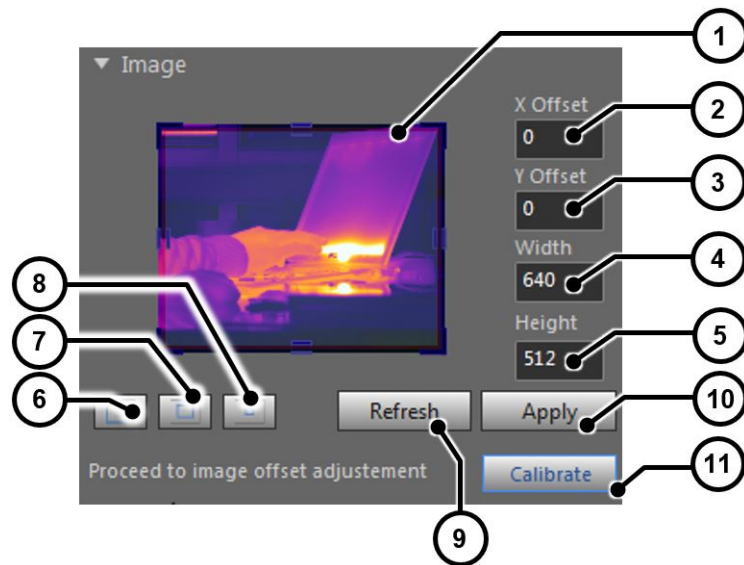 1
Image
X Offset
0
2
Y Offset
0
3
Width
640
4
Height
512
5
8
7
6
Refresh
Apply
10
Proceed to image offset adjustement
Calibrate
11
9